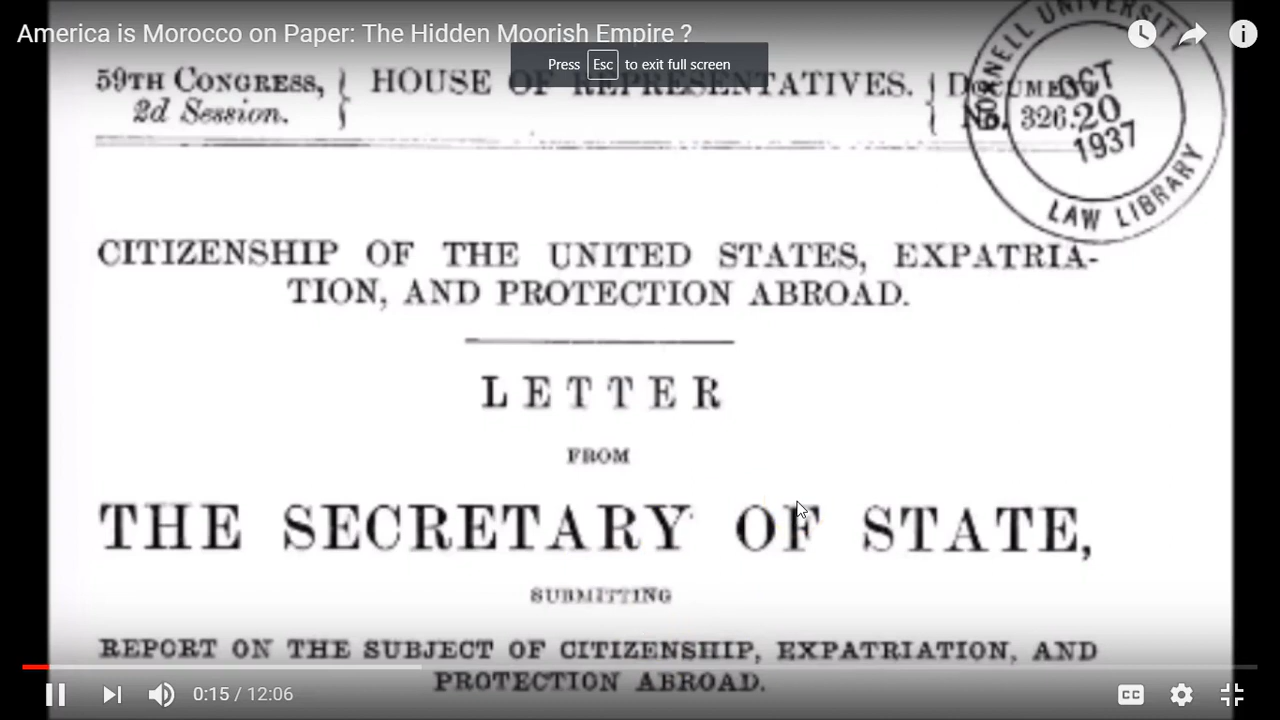 America is Morocco on Paper: The Hidden Moorish Empire ?
Press Esc to exit full screen
59TH CONGRESS,
2d Session.
HOUSE OF REPRESENTATIVES.
DOCUMENT
No. 326.
CORNELL UNIVERSITY
OCT
20
1937
LAW LIBRARY
CITIZENSHIP OF THE UNITED STATES, EXPATRIA-
TION, AND PROTECTION ABROAD.
LETTER
FROM
THE SECRETARY OF STATE,
SUBMITTING
REPORT ON THE SUBJECT OF CITIZENSHIP, EXPATRIATION, AND
PROTECTION ABROAD.
0:15 / 12:06
CC